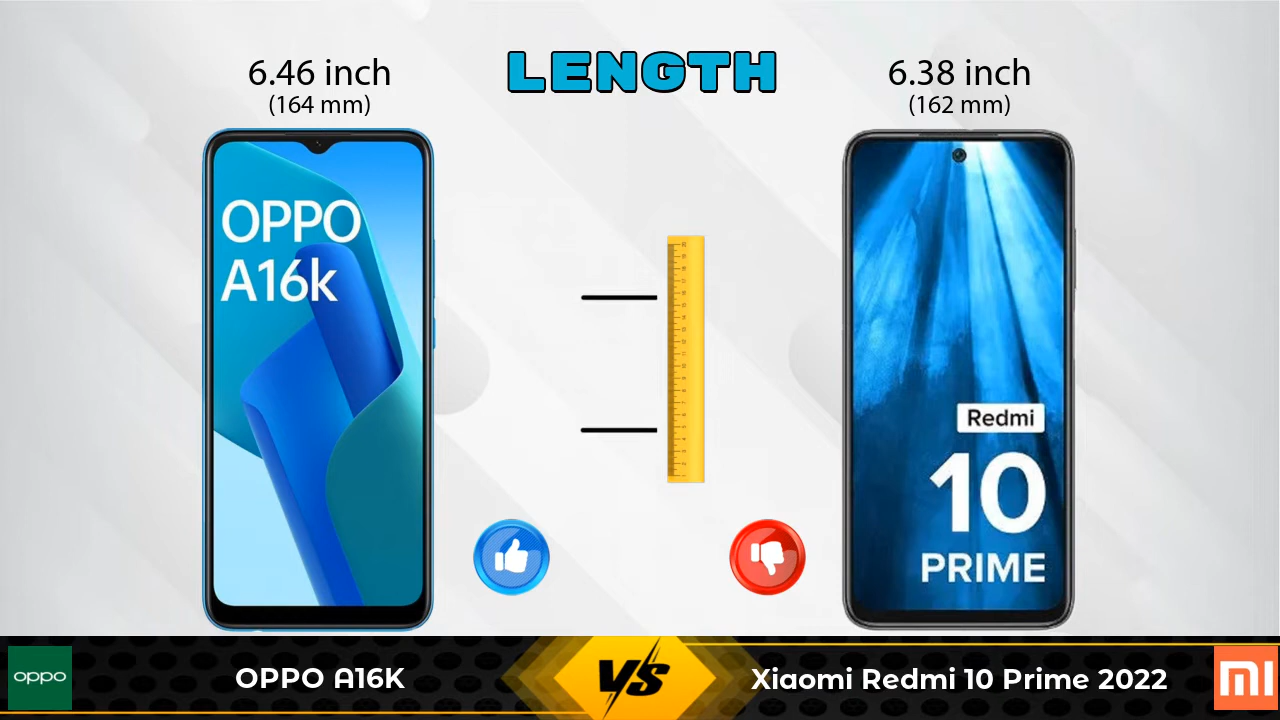 LENGTH
6.46 inch
(164 mm)
6.38 inch
(162 mm)
OPPO
A16k
Redmi
10
PRIME
oppo
OPPO A16K
VS
Xiaomi Redmi 10 Prime 2022
mi